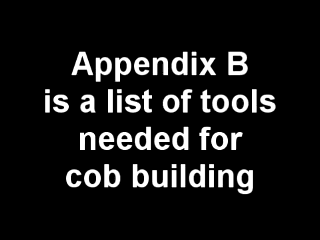 Appendix B
is a list of tools
needed for
cob building